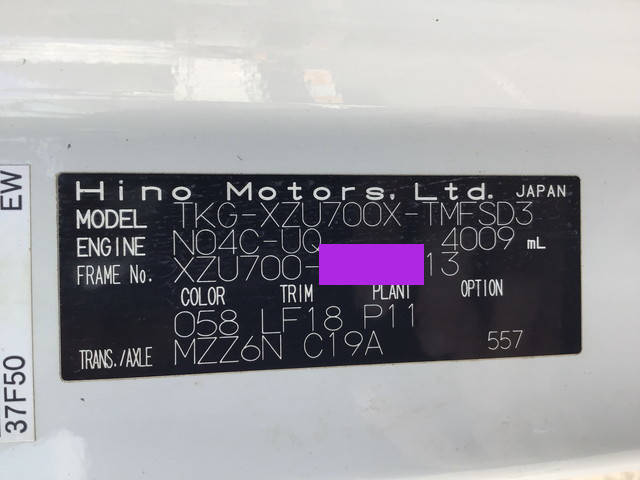 Hino Motors, Ltd. JAPAN
MODEL TKG-XZU700X-TMFSD3
ENGINE N04C-UQ 4009 mL
FRAME No. XZU700- 13
COLOR TRIM PLANT OPTION
058 LF18 P11
TRANS./AXLE MZZ6N C19A 557
EW
37F50